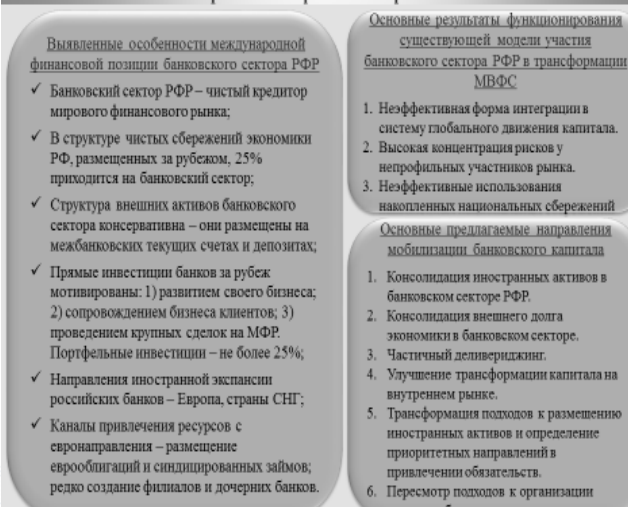 Выявленные особенности международной
финансовой позиции банковского сектора РФР
✓ Банковский сектор РФР – чистый кредитор
мирового финансового рынка;
✓ В структуре чистых сбережений экономики
РФ, размещенных за рубежом, 25%
приходится на банковский сектор;
✓ Структура внешних активов банковского
сектора консервативна – они размещены на
межбанковских текущих счетах и депозитах;
✓ Прямые инвестиции банков за рубеж
мотивированы: 1) развитием своего бизнеса;
2) сопровождением бизнеса клиентов; 3)
проведением крупных сделок на МФР.
Портфельные инвестиции – не более 25%;
✓ Направления иностранной экспансии
российских банков – Европа, страны СНГ;
✓ Каналы привлечения ресурсов с
евронаправления – размещение
еврооблигаций и синдицированных займов;
редко создание филиалов и дочерних банков.
Основные результаты функционирования
существующей модели участия
банковского сектора РФР в трансформации
МВФС
1. Неэффективная форма интеграции в
систему глобального движения капитала.
2. Высокая концентрация рисков у
непрофильных участников рынка.
3. Неэффективные использования
накопленных национальных сбережений
Основные предлагаемые направления
мобилизации банковского капитала
1. Консолидация иностранных активов в
банковском секторе РФР.
2. Консолидация внешнего долга
экономики в банковском секторе.
3. Частичный деливериджинг.
4. Улучшение трансформации капитала на
внутреннем рынке.
5. Трансформация подходов к размещению
иностранных активов и определение
приоритетных направлений в
привлечении обязательств.
6. Пересмотр подходов к организации